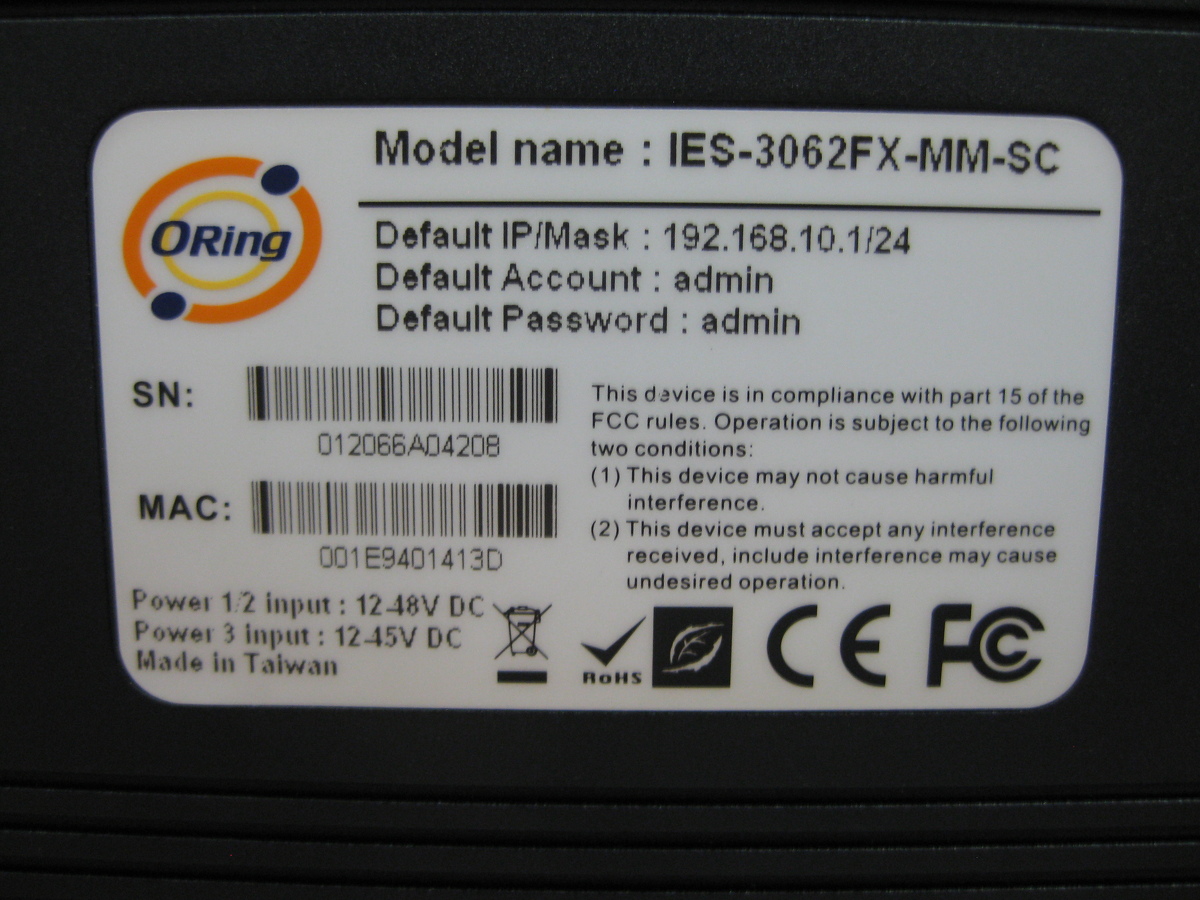 Model name : IES-3062FX-MM-SC
ORing
Default IP/Mask : 192.168.10.1/24
Default Account : admin
Default Password : admin
SN:
012066A04208
MAC:
001E9401413D
Power 1/2 input : 12-48V DC
Power 3 input : 12-45V DC
Made in Taiwan
This device is in compliance with part 15 of the
FCC rules. Operation is subject to the following
two conditions:
(1) This device may not cause harmful
interference.
(2) This device must accept any interference
received, include interference may cause
undesired operation.
RoHS
CE
FC